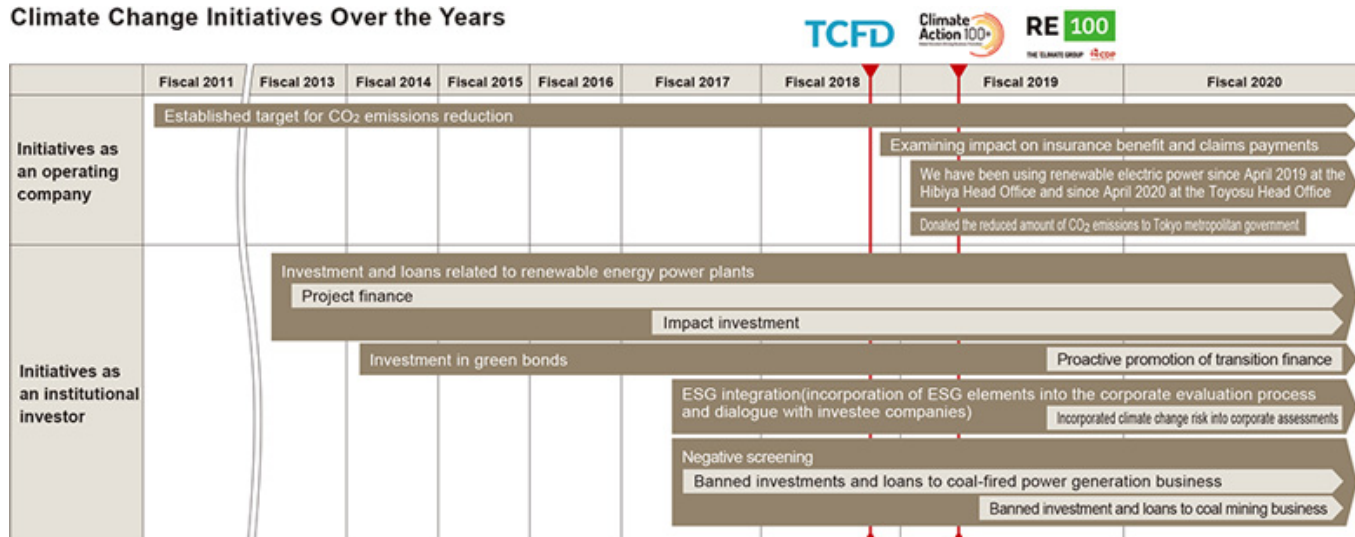 Climate Change Initiatives Over the Years
TCFD
Climate
Action 100+
RE 100
THE CLIMATE GROUP
CDP
Fiscal 2011
Fiscal 2013
Fiscal 2014
Fiscal 2015
Fiscal 2016
Fiscal 2017
Fiscal 2018
Fiscal 2019
Fiscal 2020
Initiatives as
an operating
company
Established target for CO₂ emissions reduction
Examining impact on insurance benefit and claims payments
We have been using renewable electric power since April 2019 at the
Hibiya Head Office and since April 2020 at the Toyosu Head Office
Donated the reduced amount of CO₂ emissions to Tokyo metropolitan government
Initiatives as
an institutional
investor
Investment and loans related to renewable energy power plants
Project finance
Impact investment
Investment in green bonds
Proactive promotion of transition finance
ESG integration(incorporation of ESG elements into the corporate evaluation process
and dialogue with investee companies)
Incorporated climate change risk into corporate assessments
Negative screening
Banned investments and loans to coal-fired power generation business
Banned investment and loans to coal mining business